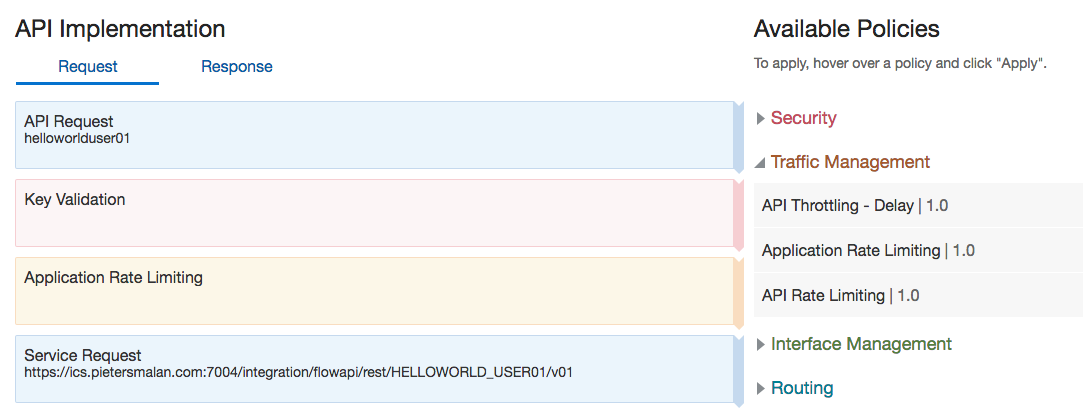 API Implementation
Request
Response
API Request
helloworlduser01
Key Validation
Application Rate Limiting
Service Request
https://ics.pietersmalan.com:7004/integration/flowapi/rest/HELLOWORLD_USER01/v01
Available Policies
To apply, hover over a policy and click "Apply".
Security
Traffic Management
API Throttling - Delay | 1.0
Application Rate Limiting | 1.0
API Rate Limiting | 1.0
Interface Management
Routing